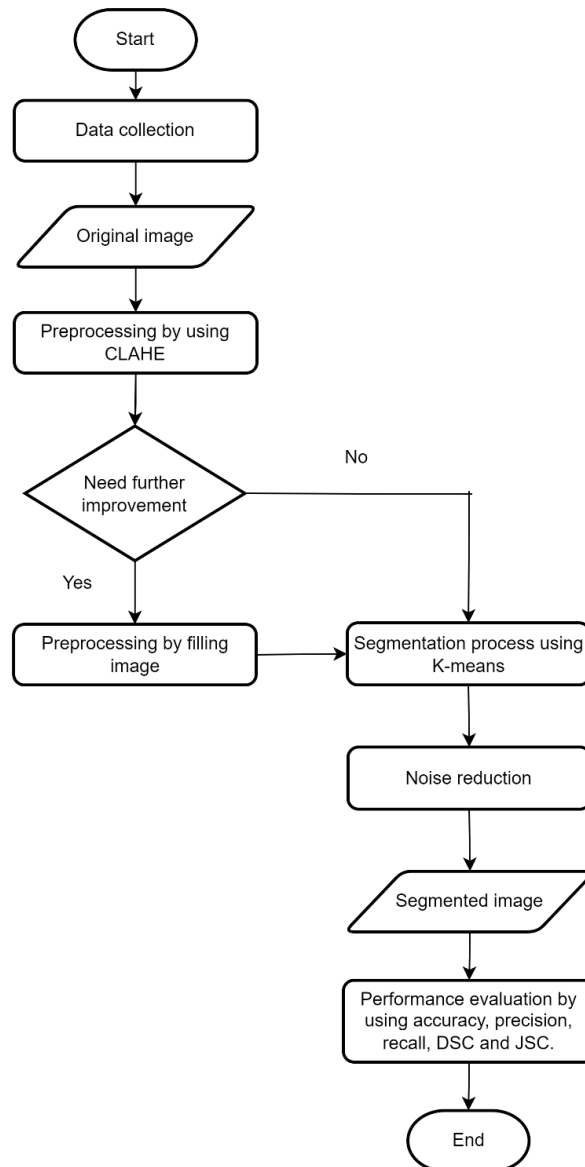 Start
Data collection
Original image
Preprocessing by using
CLAHE
Need further
improvement
No
Yes
Preprocessing by filling
image
Segmentation process using
K-means
Noise reduction
Segmented image
Performance evaluation by
using accuracy, precision,
recall, DSC and JSC.
End